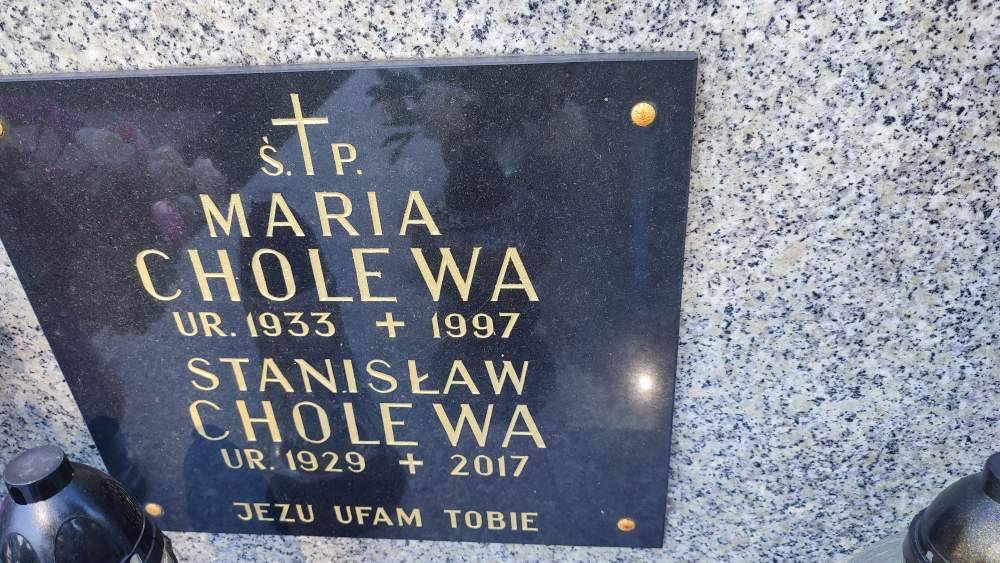 Ś. P.
MARIA
CHOLEWA
UR. 1933 + 1997
STANISŁAW
CHOLEWA
UR. 1929 + 2017
JEZU UFAM TOBIE